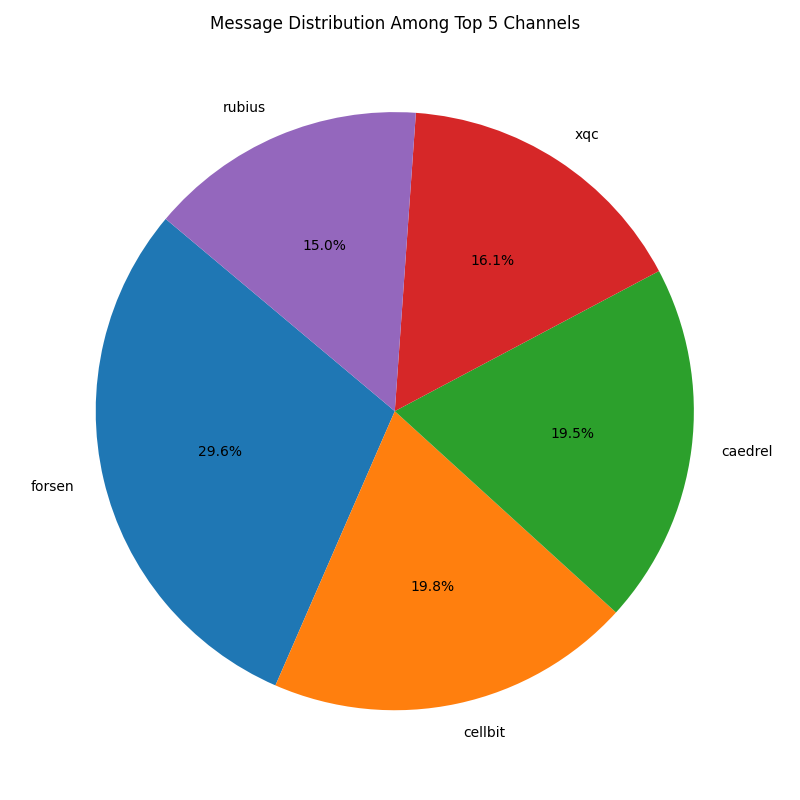 Message Distribution Among Top 5 Channels
rubius
xqc
15.0%
16.1%
19.5%
caedrel
29.6%
forsen
19.8%
cellbit